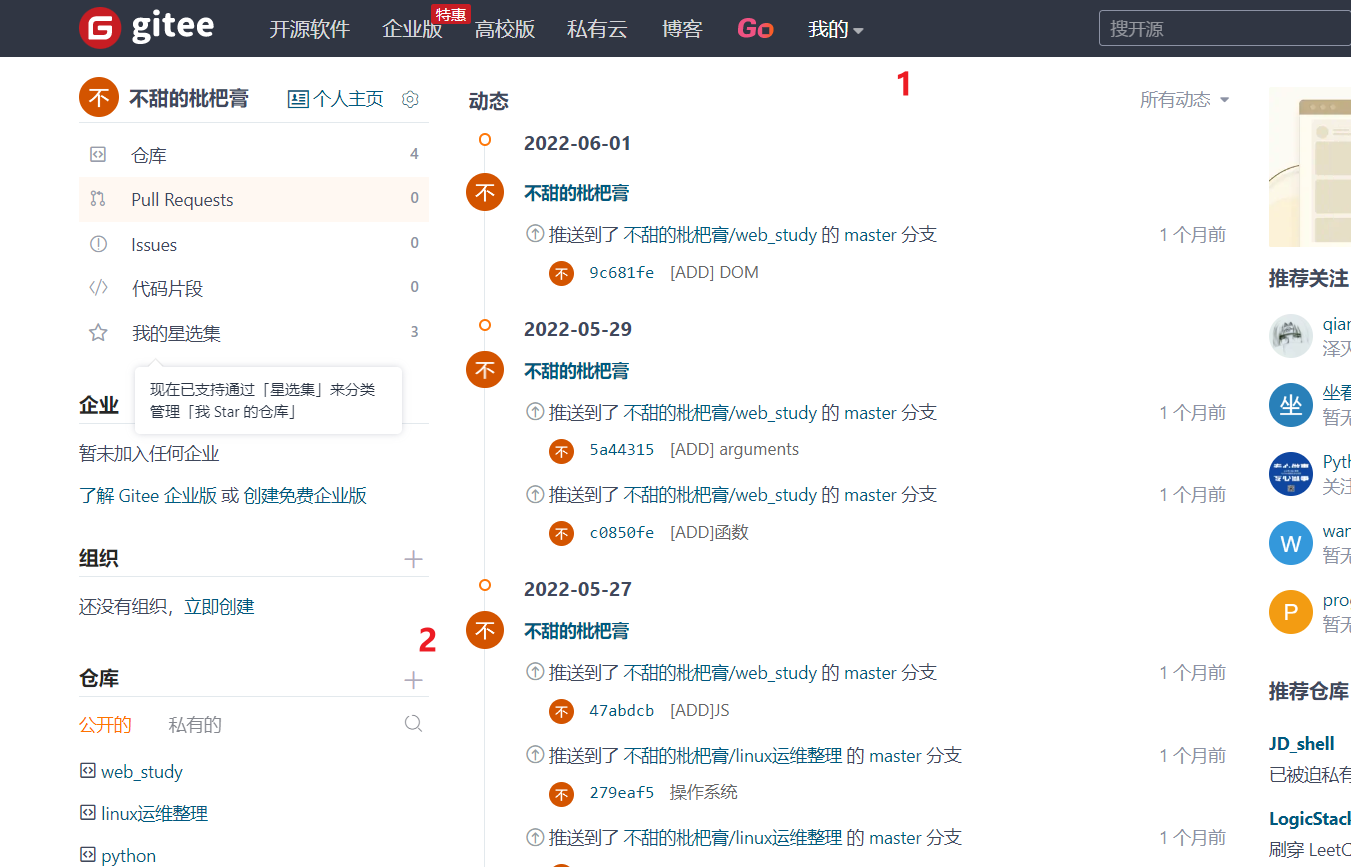 gitee 开源软件 企业版 特惠 高校版 私有云 博客 Go 我的 搜开源
1
不 不甜的枇杷膏 个人主页
仓库 4
Pull Requests 0
Issues 0
代码片段 0
我的星选集 3
现在已支持通过「星选集」来分类
管理「我 Star 的仓库」
企业
暂未加入任何企业
了解 Gitee 企业版 或 创建免费企业版
组织
还没有组织，立即创建
2
仓库
公开的 私有的
web_study
linux运维整理
python
动态 所有动态
2022-06-01
不 不甜的枇杷膏
推送到了 不甜的枇杷膏/web_study 的 master 分支 1 个月前
不 9c681fe [ADD] DOM
2022-05-29
不 不甜的枇杷膏
推送到了 不甜的枇杷膏/web_study 的 master 分支 1 个月前
不 5a44315 [ADD] arguments
推送到了 不甜的枇杷膏/web_study 的 master 分支 1 个月前
不 c0850fe [ADD]函数
2022-05-27
不 不甜的枇杷膏
推送到了 不甜的枇杷膏/web_study 的 master 分支 1 个月前
不 47abdcb [ADD]JS
推送到了 不甜的枇杷膏/linux运维整理 的 master 分支 1 个月前
不 279eaf5 操作系统
推送到了 不甜的枇杷膏/linux运维整理 的 master 分支 1 个月前
推荐关注
qian
泽灭
坐 坐看
暂无
Pyth
关注
W wan
暂无
P proc
暂无
推荐仓库
JD_shell
已被迫私有
LogicStack
刷穿 LeetC